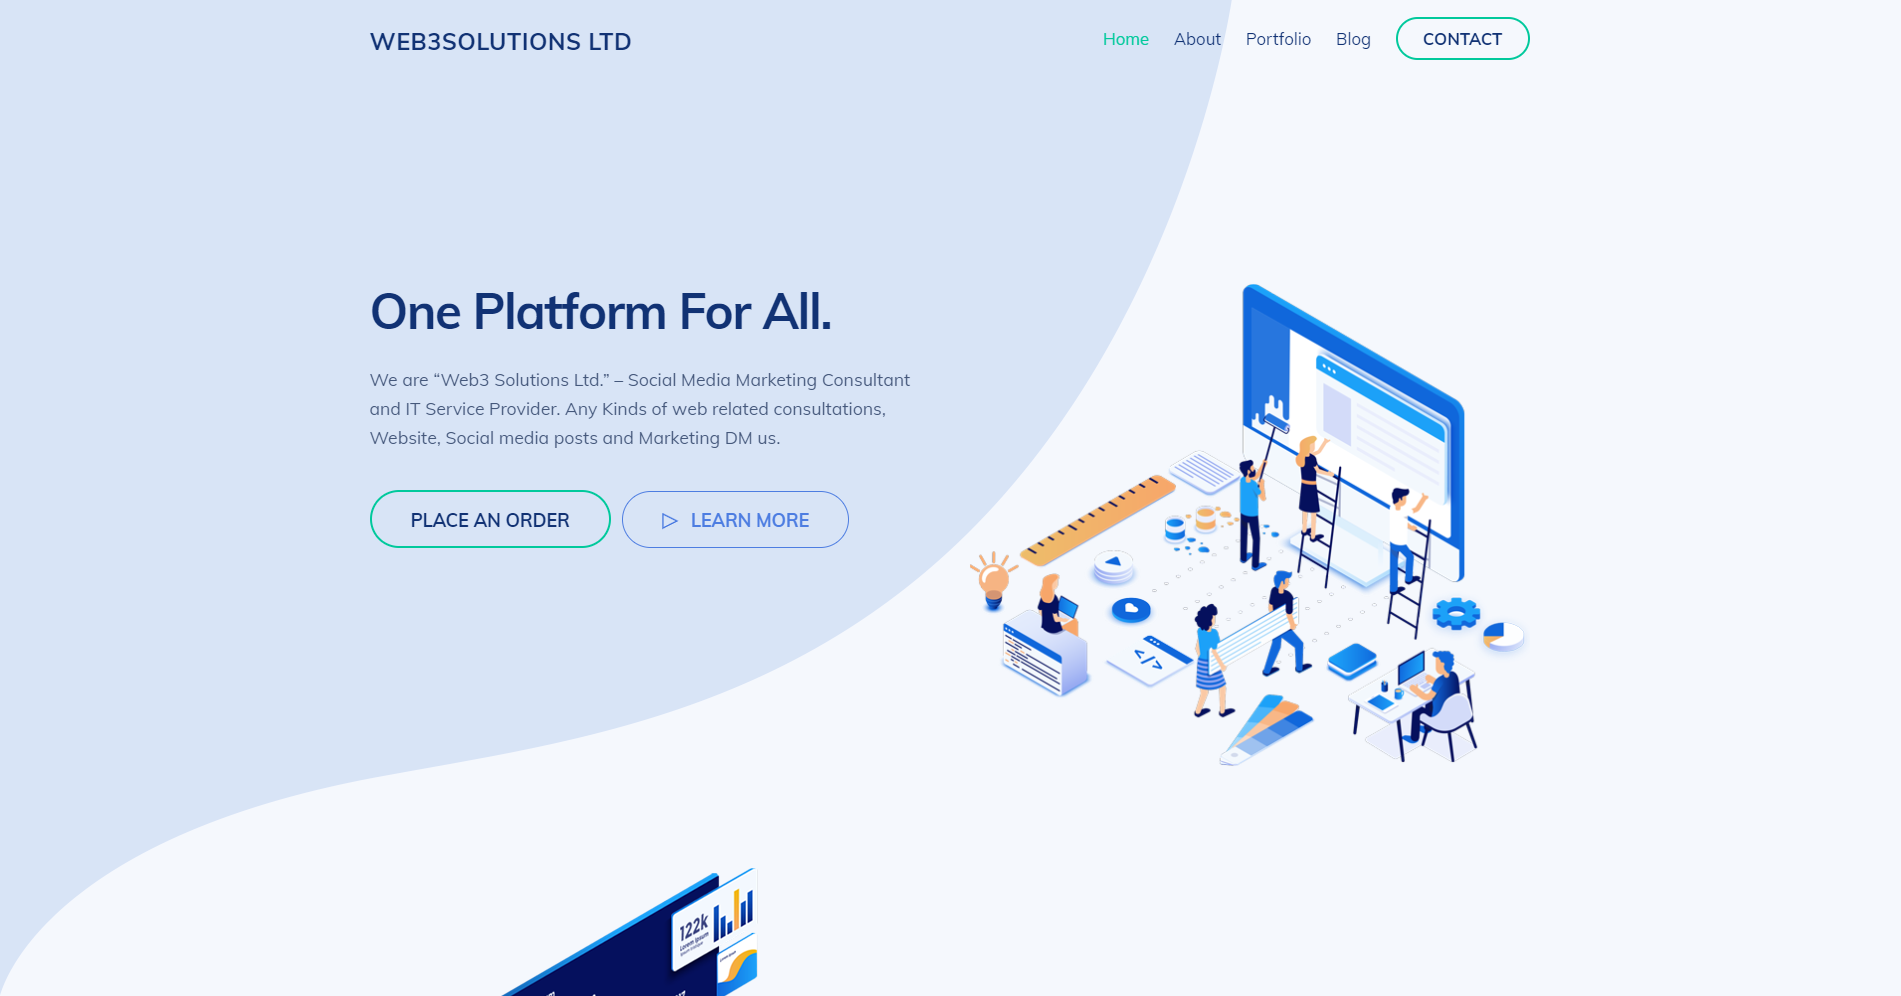 WEB3SOLUTIONS LTD
Home About Portfolio Blog CONTACT
One Platform For All.
We are “Web3 Solutions Ltd.” – Social Media Marketing Consultant
and IT Service Provider. Any Kinds of web related consultations,
Website, Social media posts and Marketing DM us.
PLACE AN ORDER
LEARN MORE
</>
122k
Lorem Ipsum